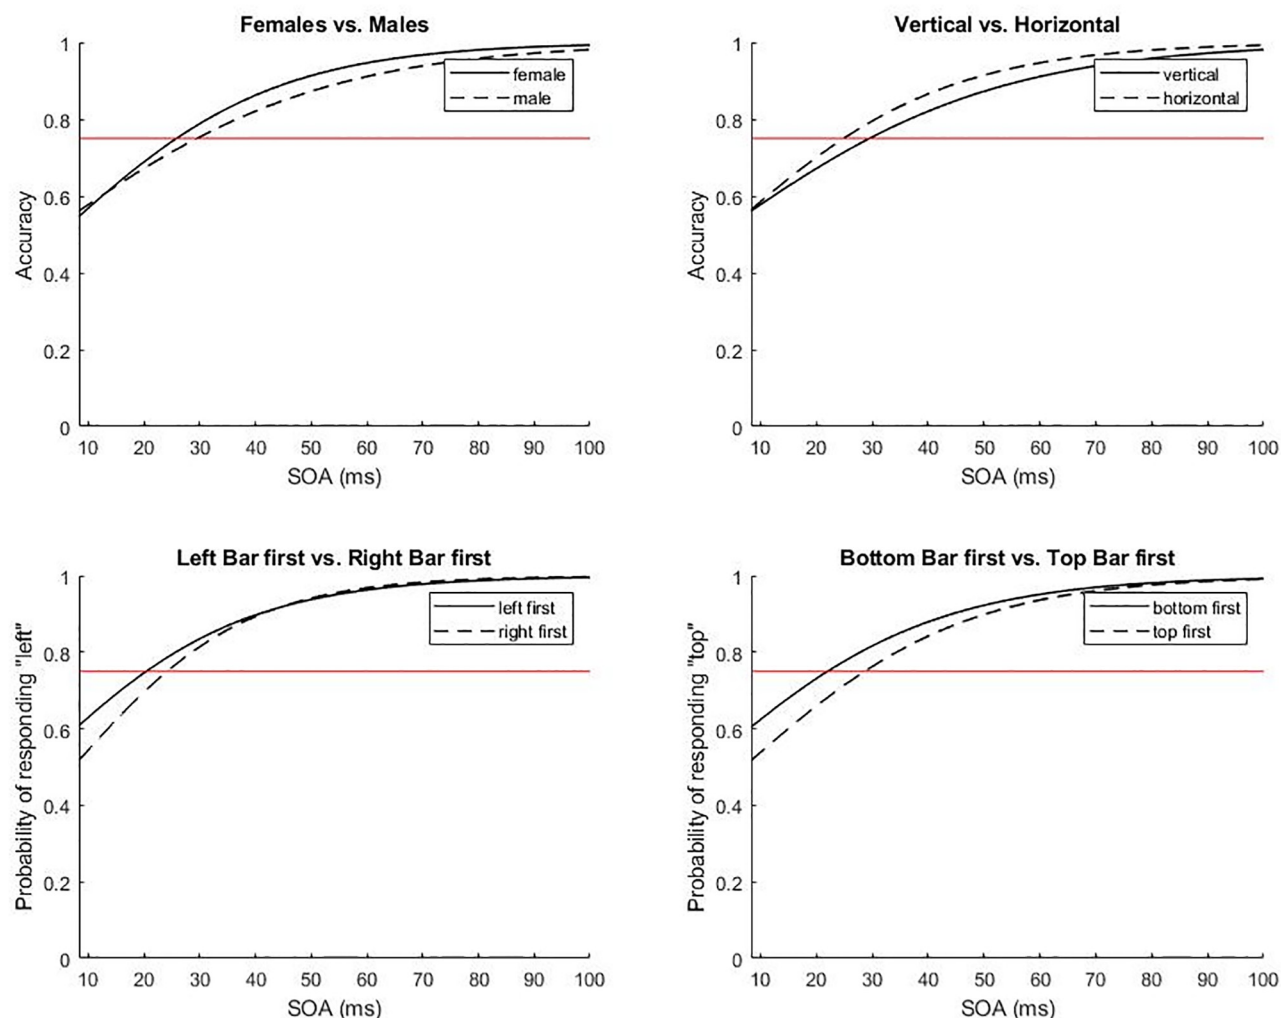 Females vs. Males
1
0.8
0.6
0.4
0.2
0
Accuracy
female
male
10 20 30 40 50 60 70 80 90 100
SOA (ms)
Vertical vs. Horizontal
1
0.8
0.6
0.4
0.2
0
Accuracy
vertical
horizontal
10 20 30 40 50 60 70 80 90 100
SOA (ms)
Left Bar first vs. Right Bar first
1
0.8
0.6
0.4
0.2
0
Probability of responding "left"
left first
right first
10 20 30 40 50 60 70 80 90 100
SOA (ms)
Bottom Bar first vs. Top Bar first
1
0.8
0.6
0.4
0.2
0
Probability of responding "top"
bottom first
top first
10 20 30 40 50 60 70 80 90 100
SOA (ms)